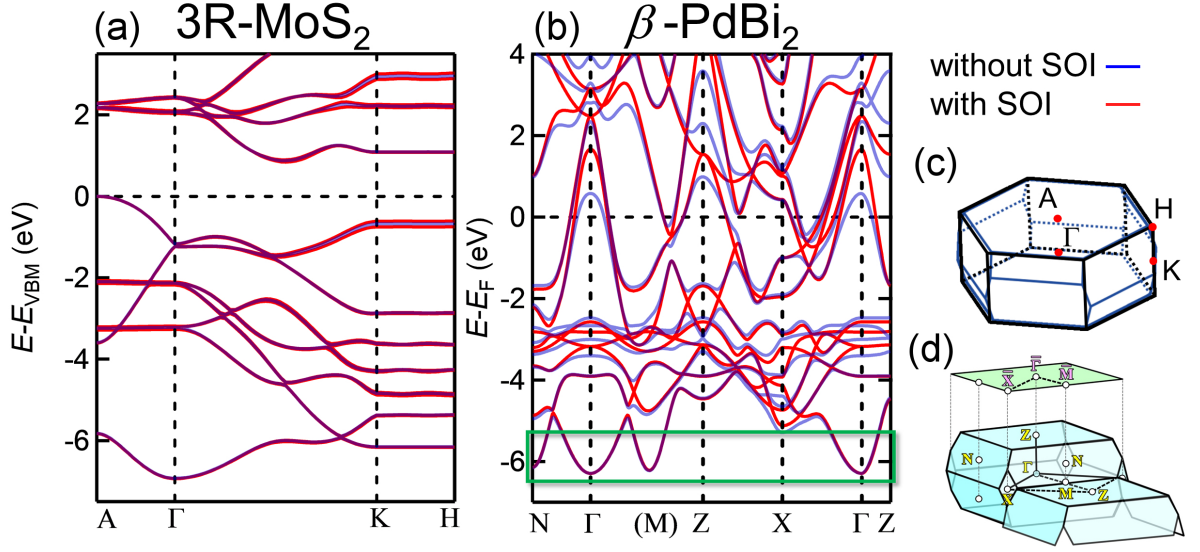 (a) 3R-MoS2
(b) β-PdBi2
without SOI
with SOI
E-EVBM (eV)
2
0
-2
-4
-6
A Γ K H
E-EF (eV)
4
2
0
-2
-4
-6
N Γ (M) Z X Γ Z
(c)
A
H
Γ
K
(d)
X̄ Γ̄ M̄
Z
N Γ N
X M Z